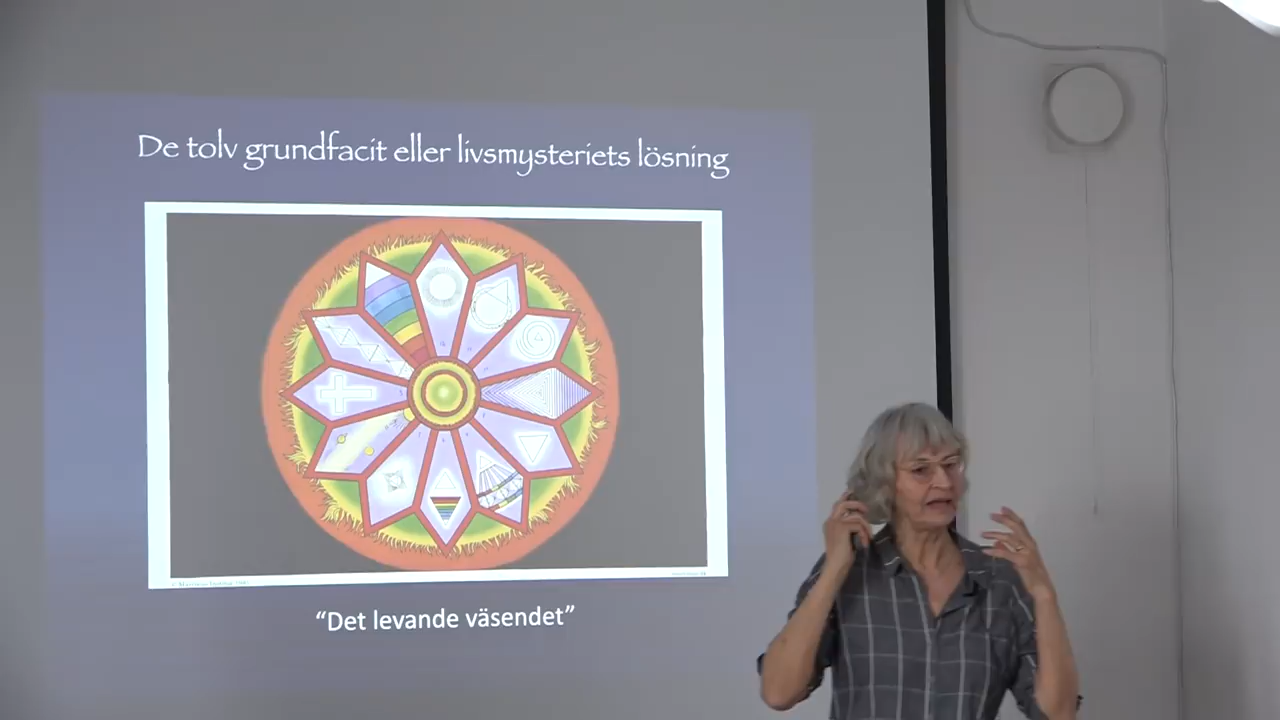 De tolv grundfacit eller livsmysteriets lösning
“Det levande väsendet”